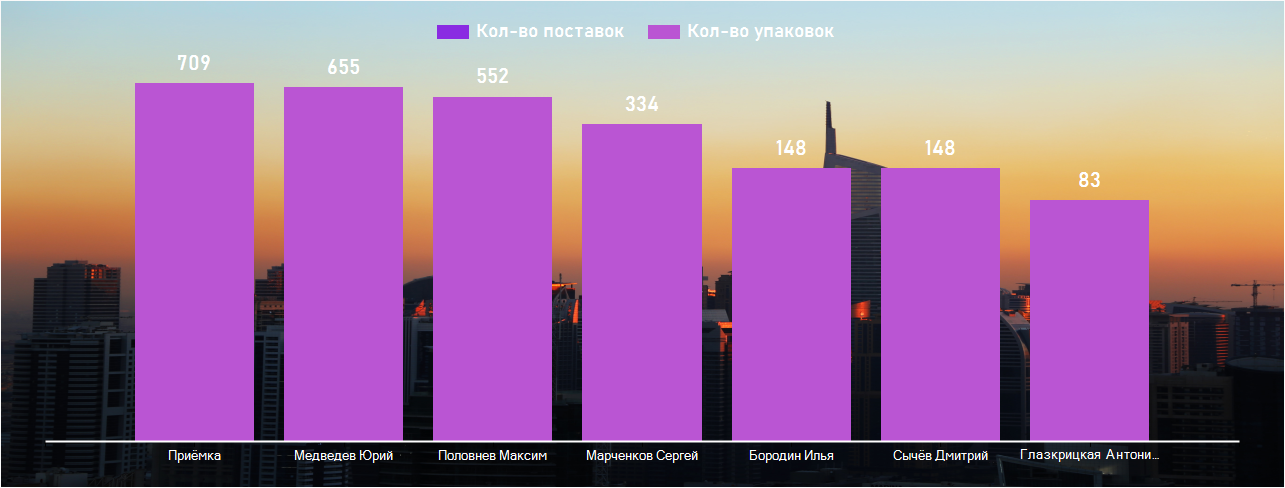 Кол-во поставок Кол-во упаковок
709 655 552 334 148 148 83
Приёмка Медведев Юрий Половнев Максим Марченков Сергей Бородин Илья Сычёв Дмитрий Глазкрицкая Антони...